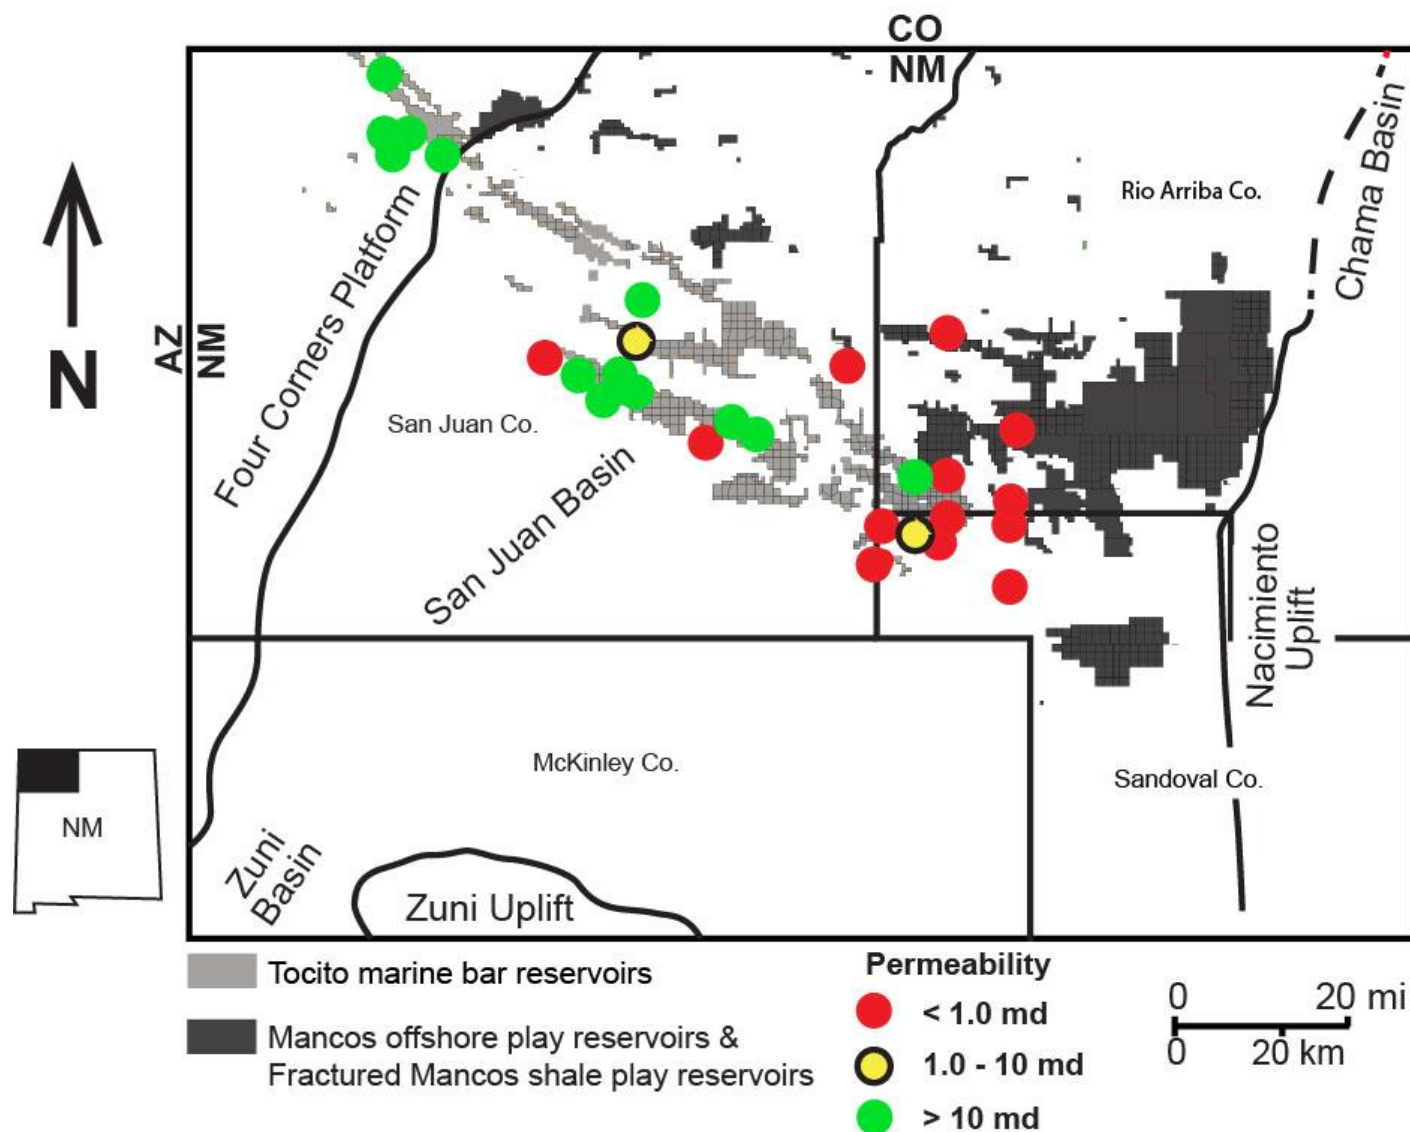 CO
NM
Chama Basin
Rio Arriba Co.
Four Corners Platform
N
AZ
NM
San Juan Co.
San Juan Basin
Nacimiento
Uplift
McKinley Co.
Sandoval Co.
NM
Zuni
Basin
Zuni Uplift
Tocito marine bar reservoirs
Mancos offshore play reservoirs &
Fractured Mancos shale play reservoirs
Permeability
< 1.0 md
1.0 - 10 md
> 10 md
0 20 mi
0 20 km